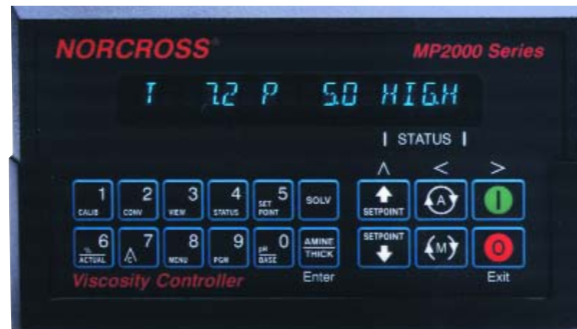 NORCROSS® MP2000 Series
T 7.2 P 5.0 HIGH
| STATUS |
Λ < >
1 2 3 4 SET 5 SOLV SETPOINT A I
CALIB CONV VIEW STATUS POINT
6 7 8 9 pH 0 AMINE SETPOINT M O
% ACTUAL MENU PGM BASE THICK
Enter Exit
Viscosity Controller